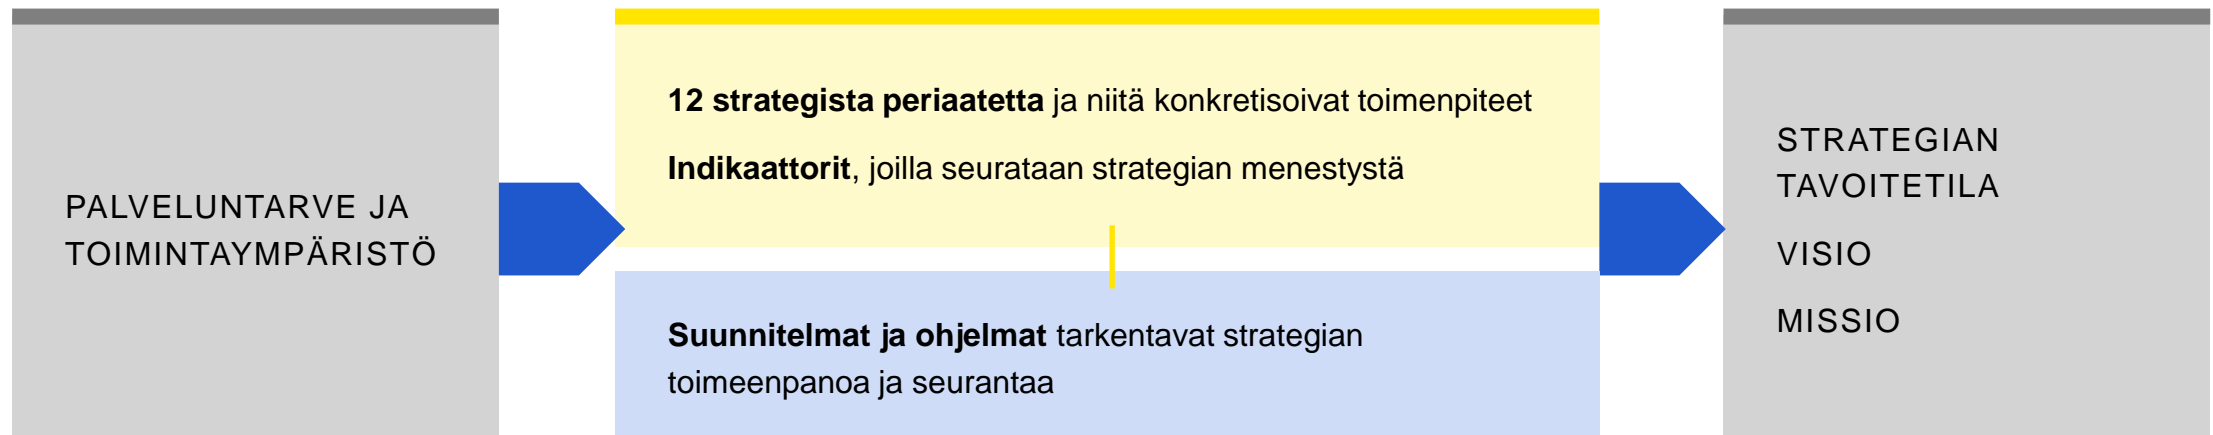 PALVELUNTARVE JA
TOIMINTAYMPÄRISTÖ
12 strategista periaatetta ja niitä konkretisoivat toimenpiteet
Indikaattorit, joilla seurataan strategian menestystä
Suunnitelmat ja ohjelmat tarkentavat strategian
toimeenpanoa ja seurantaa
STRATEGIAN
TAVOITETILA
VISIO
MISSIO